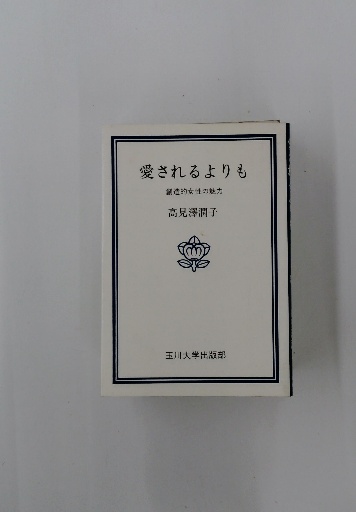 愛されるよりも
創造的女性の魅力
高見澤潤子
玉川大学出版部